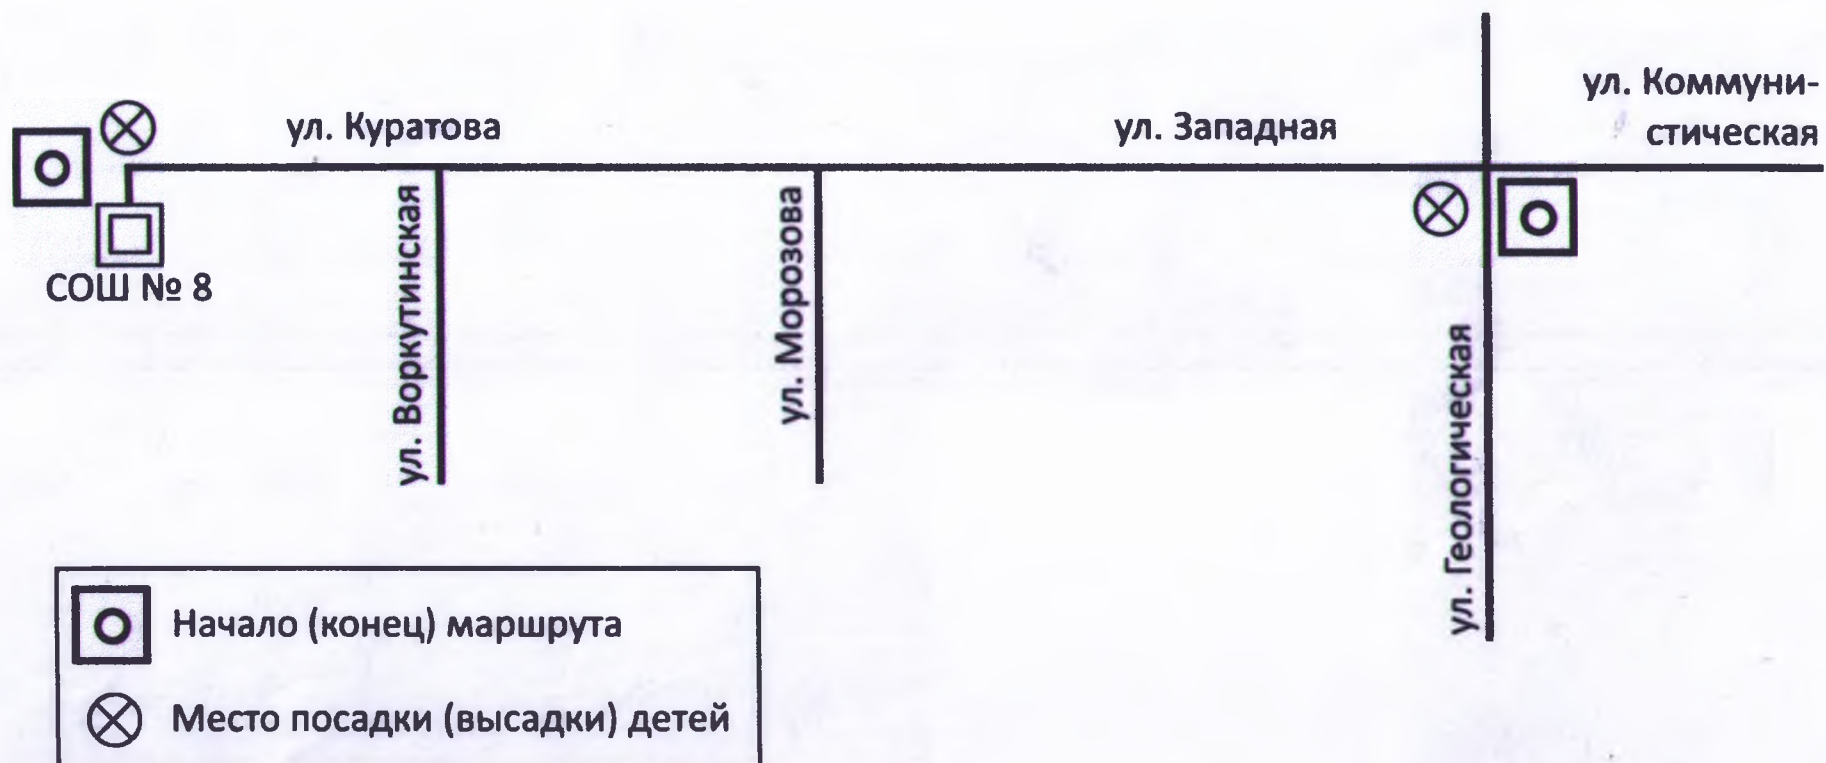 ул. Куратова
ул. Западная
ул. Коммуни-
стическая
СОШ № 8
ул. Воркутинская
ул. Морозова
ул. Геологическая
Начало (конец) маршрута
Место посадки (высадки) детей